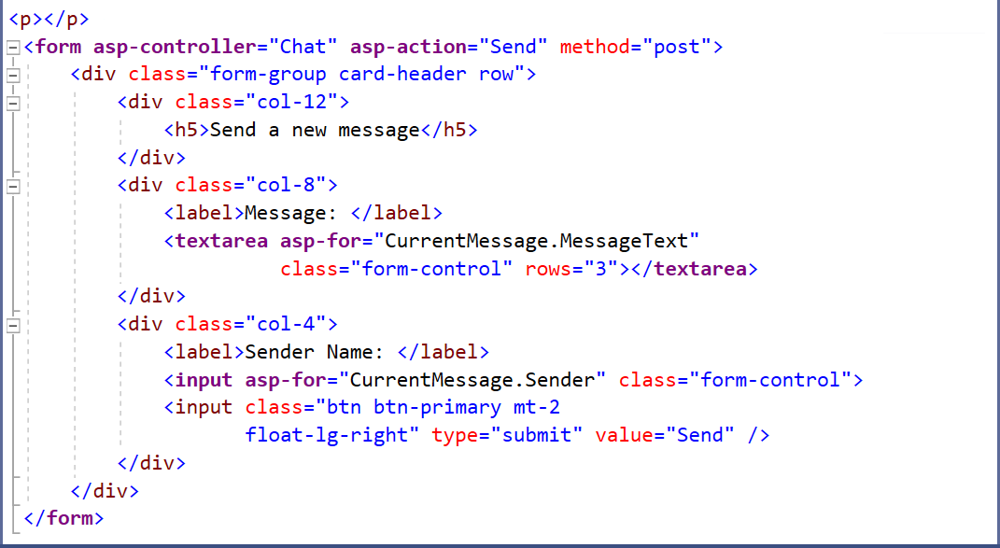 <p></p>
<form asp-controller="Chat" asp-action="Send" method="post">
<div class="form-group card-header row">
<div class="col-12">
<h5>Send a new message</h5>
</div>
<div class="col-8">
<label>Message: </label>
<textarea asp-for="CurrentMessage.MessageText"
class="form-control" rows="3"></textarea>
</div>
<div class="col-4">
<label>Sender Name: </label>
<input asp-for="CurrentMessage.Sender" class="form-control">
<input class="btn btn-primary mt-2
float-lg-right" type="submit" value="Send" />
</div>
</div>
</form>